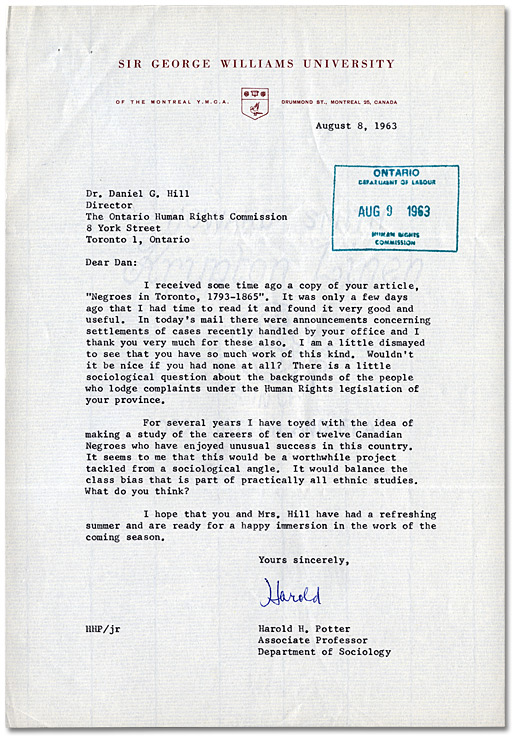 SIR GEORGE WILLIAMS UNIVERSITY
OF THE MONTREAL Y.M.C.A. DRUMMOND ST., MONTREAL 25, CANADA
August 8, 1963
ONTARIO
DEPARTMENT OF LABOUR
AUG 9 1963
HUMAN RIGHTS
COMMISSION
Dr. Daniel G. Hill
Director
The Ontario Human Rights Commission
8 York Street
Toronto 1, Ontario
Dear Dan:
I received some time ago a copy of your article,
"Negroes in Toronto, 1793-1865". It was only a few days
ago that I had time to read it and found it very good and
useful. In today's mail there were announcements concerning
settlements of cases recently handled by your office and I
thank you very much for these also. I am a little dismayed
to see that you have so much work of this kind. Wouldn't
it be nice if you had none at all? There is a little
sociological question about the backgrounds of the people
who lodge complaints under the Human Rights legislation of
your province.
For several years I have toyed with the idea of
making a study of the careers of ten or twelve Canadian
Negroes who have enjoyed unusual success in this country.
It seems to me that this would be a worthwhile project
tackled from a sociological angle. It would balance the
class bias that is part of practically all ethnic studies.
What do you think?
I hope that you and Mrs. Hill have had a refreshing
summer and are ready for a happy immersion in the work of the
coming season.
Yours sincerely,
Harold
HHP/jr
Harold H. Potter
Associate Professor
Department of Sociology